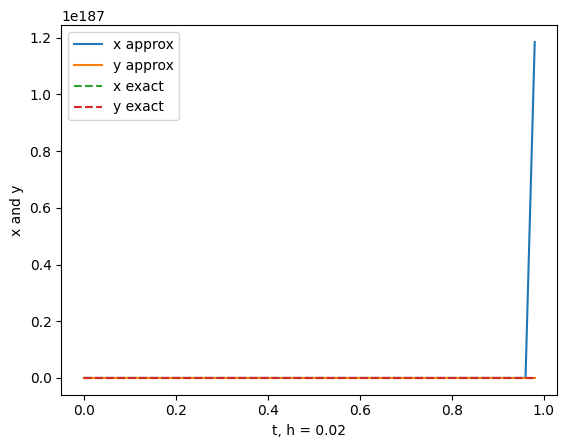 1e187
1.2
1.0
0.8
0.6
0.4
0.2
0.0
x and y
x approx
y approx
x exact
y exact
0.0 0.2 0.4 0.6 0.8 1.0
t, h = 0.02